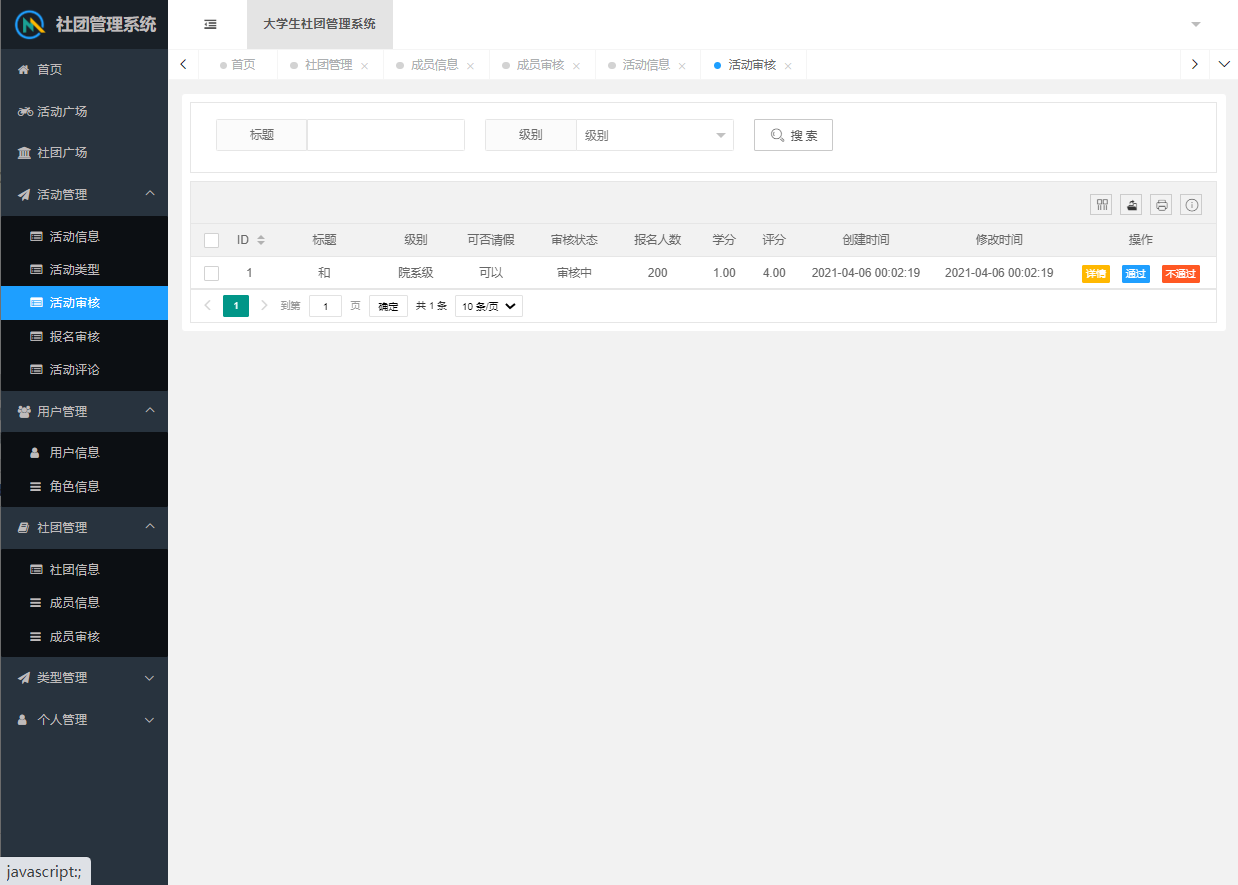 社团管理系统
大学生社团管理系统
首页
活动广场
社团广场
活动管理
活动信息
活动类型
活动审核
报名审核
活动评论
用户管理
用户信息
角色信息
社团管理
社团信息
成员信息
成员审核
类型管理
个人管理
javascript:;
首页 社团管理 成员信息 成员审核 活动信息 活动审核
标题 级别 级别 搜 索
ID 标题 级别 可否请假 审核状态 报名人数 学分 评分 创建时间 修改时间 操作
1 和 院系级 可以 审核中 200 1.00 4.00 2021-04-06 00:02:19 2021-04-06 00:02:19 详情 通过 不通过
1 到第 1 页 确定 共 1 条 10 条/页